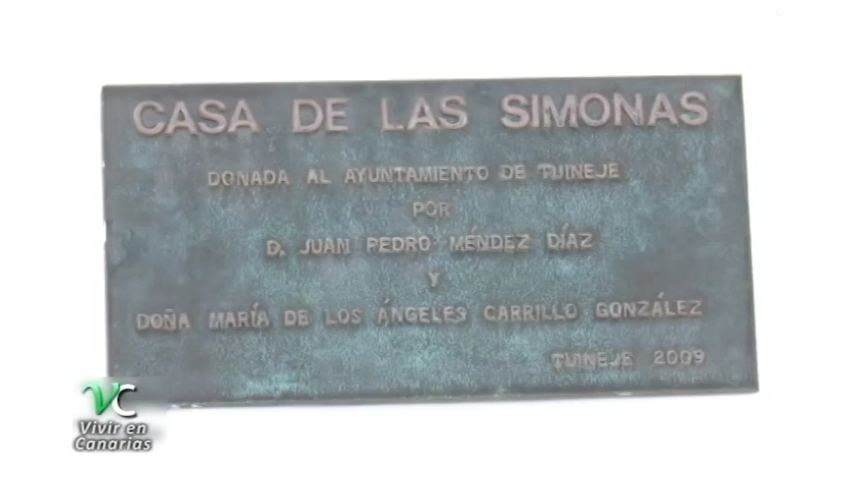 CASA DE LAS SIMONAS
DONADA AL AYUNTAMIENTO DE TUINEJE
POR
D. JUAN PEDRO MÉNDEZ DÍAZ
Y
DOÑA MARÍA DE LOS ÁNGELES CARRILLO GONZÁLEZ
TUINEJE 2009
VC
Vivir en
Canarias